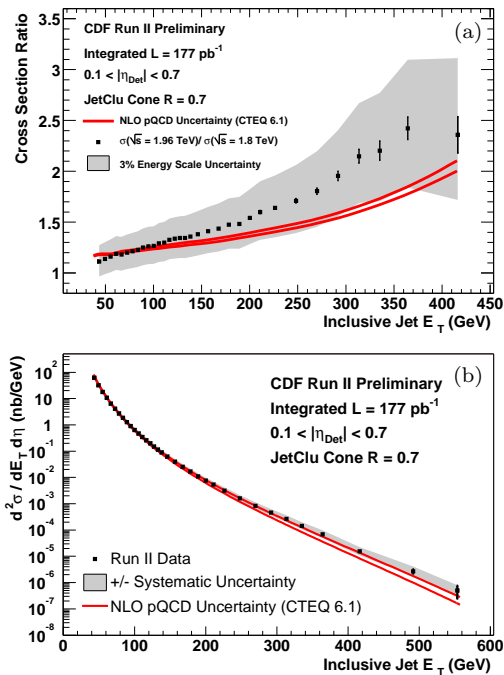 CDF Run II Preliminary
(a)
Integrated L = 177 pb⁻¹
0.1 < |η_Det| < 0.7
JetClu Cone R = 0.7
NLO pQCD Uncertainty (CTEQ 6.1)
σ(√s = 1.96 TeV)/ σ(√s = 1.8 TeV)
3% Energy Scale Uncertainty
Cross Section Ratio
3.5
3
2.5
2
1.5
1
50 100 150 200 250 300 350 400 450
Inclusive Jet E_T (GeV)
(b)
CDF Run II Preliminary
Integrated L = 177 pb⁻¹
0.1 < |η_Det| < 0.7
JetClu Cone R = 0.7
d²σ / dE_T dη (nb/GeV)
10²
10
1
10⁻¹
10⁻²
10⁻³
10⁻⁴
10⁻⁵
10⁻⁶
10⁻⁷
10⁻⁸
Run II Data
+/- Systematic Uncertainty
NLO pQCD Uncertainty (CTEQ 6.1)
0 100 200 300 400 500 600
Inclusive Jet E_T (GeV)